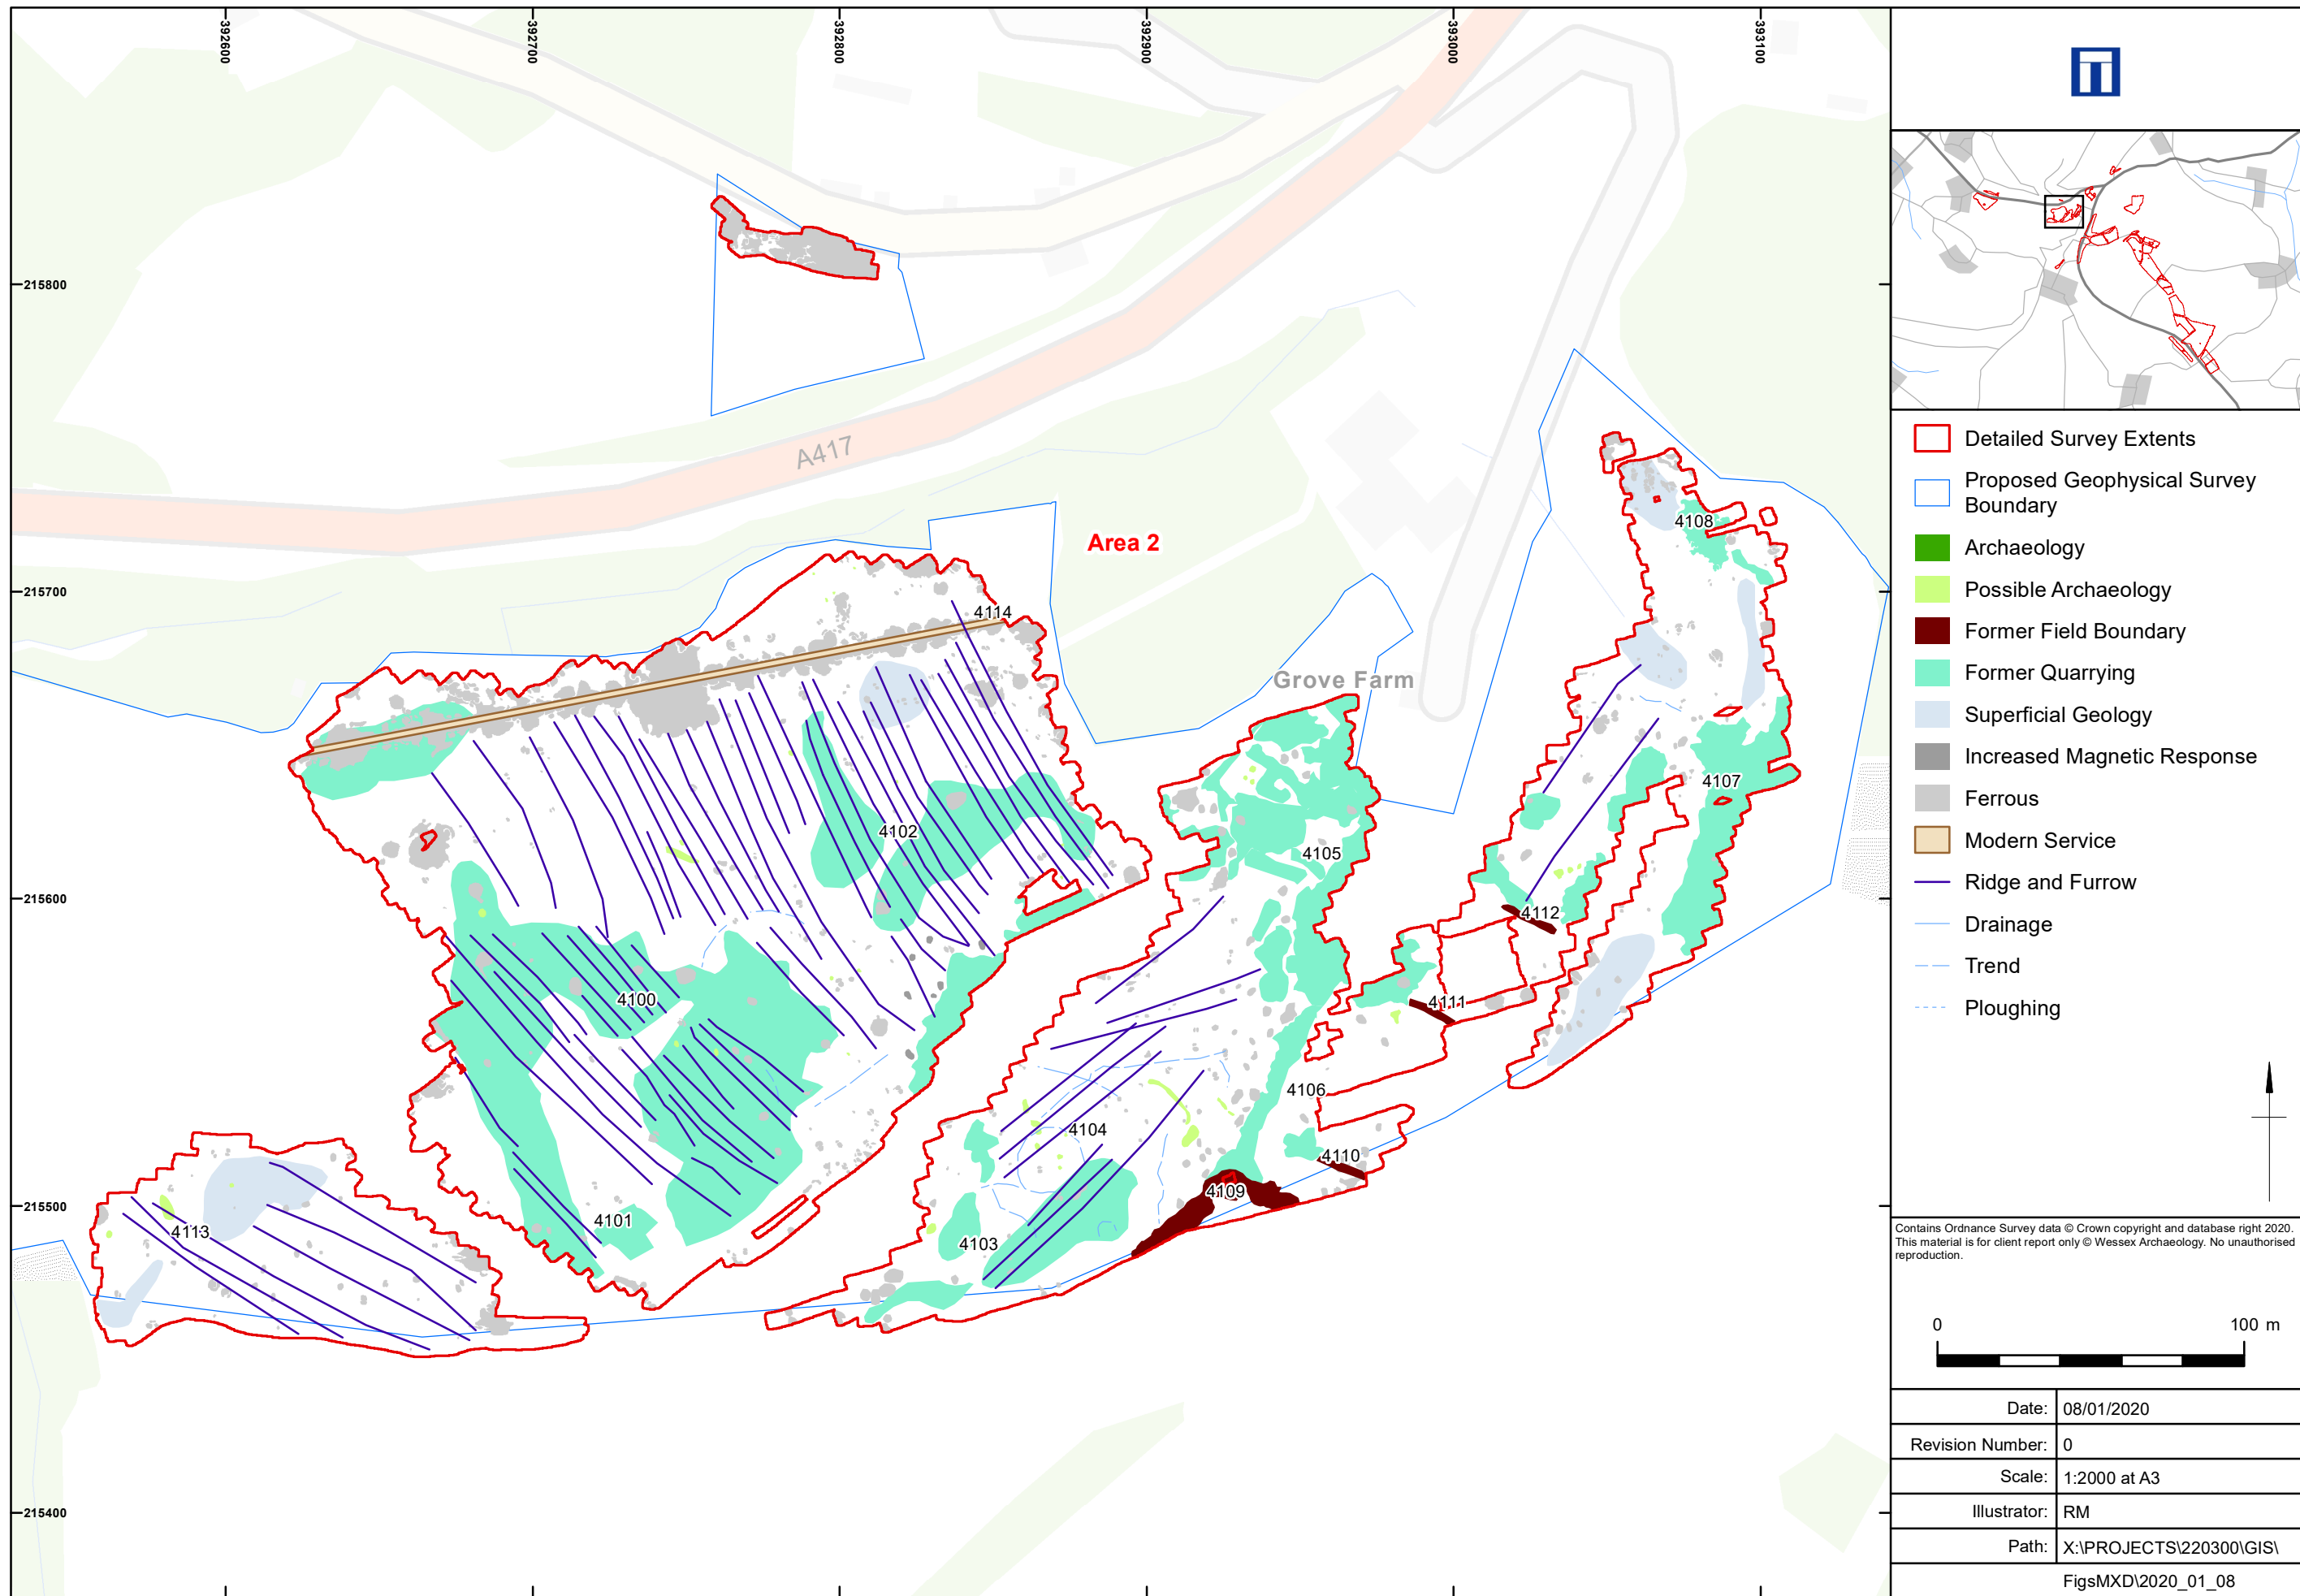 392600
392700
392800
392900
393000
393100
215800
215700
215600
215500
215400
A417
Area 2
Grove Farm
4108
4114
4107
4102
4105
4112
4100
4111
4106
4104
4110
4109
4101
4113
4103
Detailed Survey Extents
Proposed Geophysical Survey
Boundary
Archaeology
Possible Archaeology
Former Field Boundary
Former Quarrying
Superficial Geology
Increased Magnetic Response
Ferrous
Modern Service
Ridge and Furrow
Drainage
Trend
Ploughing
Contains Ordnance Survey data © Crown copyright and database right 2020.
This material is for client report only © Wessex Archaeology. No unauthorised
reproduction.
0 100 m
Date: 08/01/2020
Revision Number: 0
Scale: 1:2000 at A3
Illustrator: RM
Path: X:\PROJECTS\220300\GIS\
FigsMXD\2020_01_08